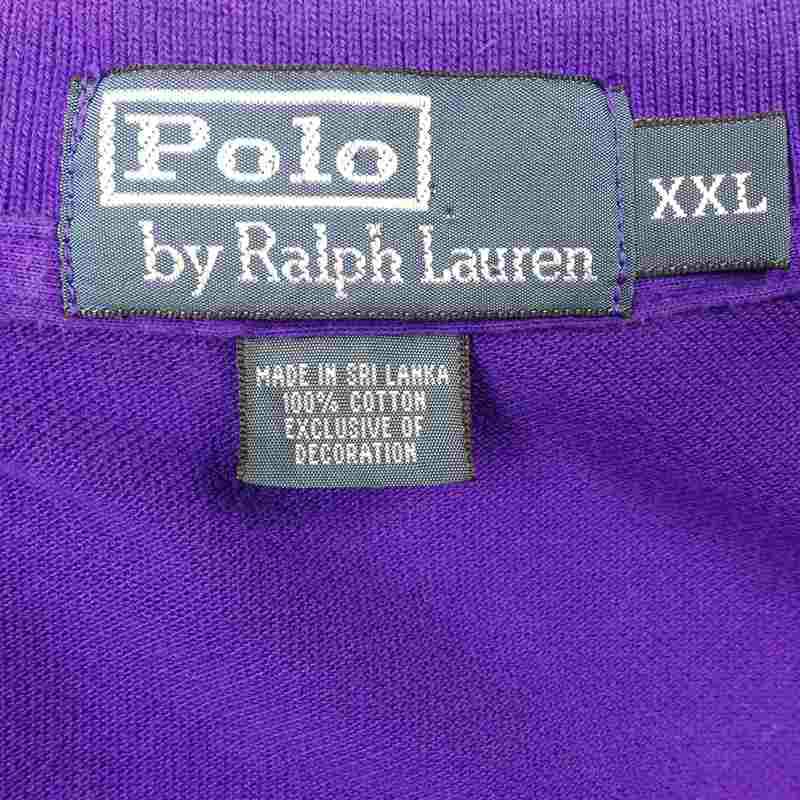 Polo
by Ralph Lauren
XXL
MADE IN SRI LANKA
100% COTTON
EXCLUSIVE OF
DECORATION